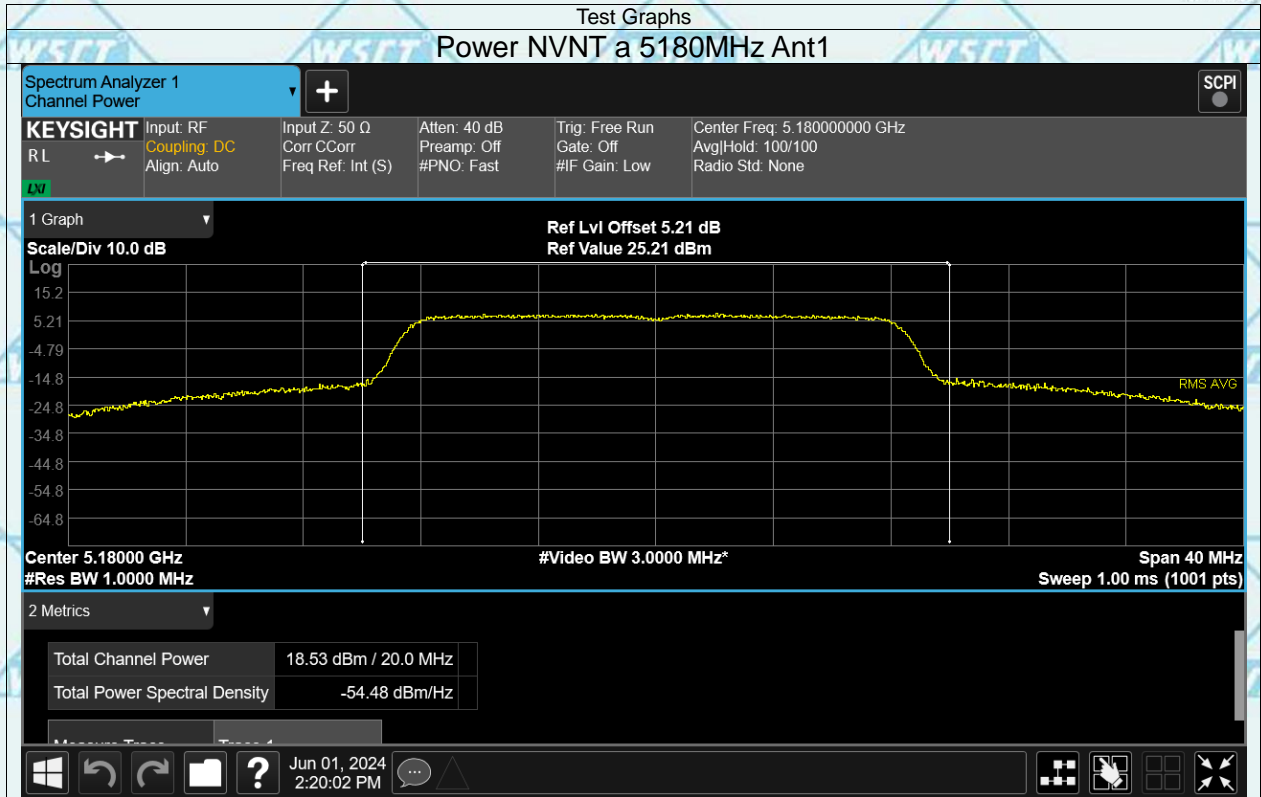 Test Graphs
Power NVNT a 5180MHz Ant1
Spectrum Analyzer 1
Channel Power
SCPI
KEYSIGHT
RL
LXI
Input: RF
Coupling: DC
Align: Auto
Input Z: 50 Ω
Corr CCorr
Freq Ref: Int (S)
Atten: 40 dB
Preamp: Off
#PNO: Fast
Trig: Free Run
Gate: Off
#IF Gain: Low
Center Freq: 5.180000000 GHz
Avg|Hold: 100/100
Radio Std: None
1 Graph
Scale/Div 10.0 dB
Ref Lvl Offset 5.21 dB
Ref Value 25.21 dBm
Log
15.2
5.21
-4.79
-14.8
-24.8
-34.8
-44.8
-54.8
-64.8
RMS AVG
Center 5.18000 GHz
#Res BW 1.0000 MHz
#Video BW 3.0000 MHz*
Span 40 MHz
Sweep 1.00 ms (1001 pts)
2 Metrics
Total Channel Power 18.53 dBm / 20.0 MHz
Total Power Spectral Density -54.48 dBm/Hz
Jun 01, 2024
2:20:02 PM
WSCT WSCT WSCT